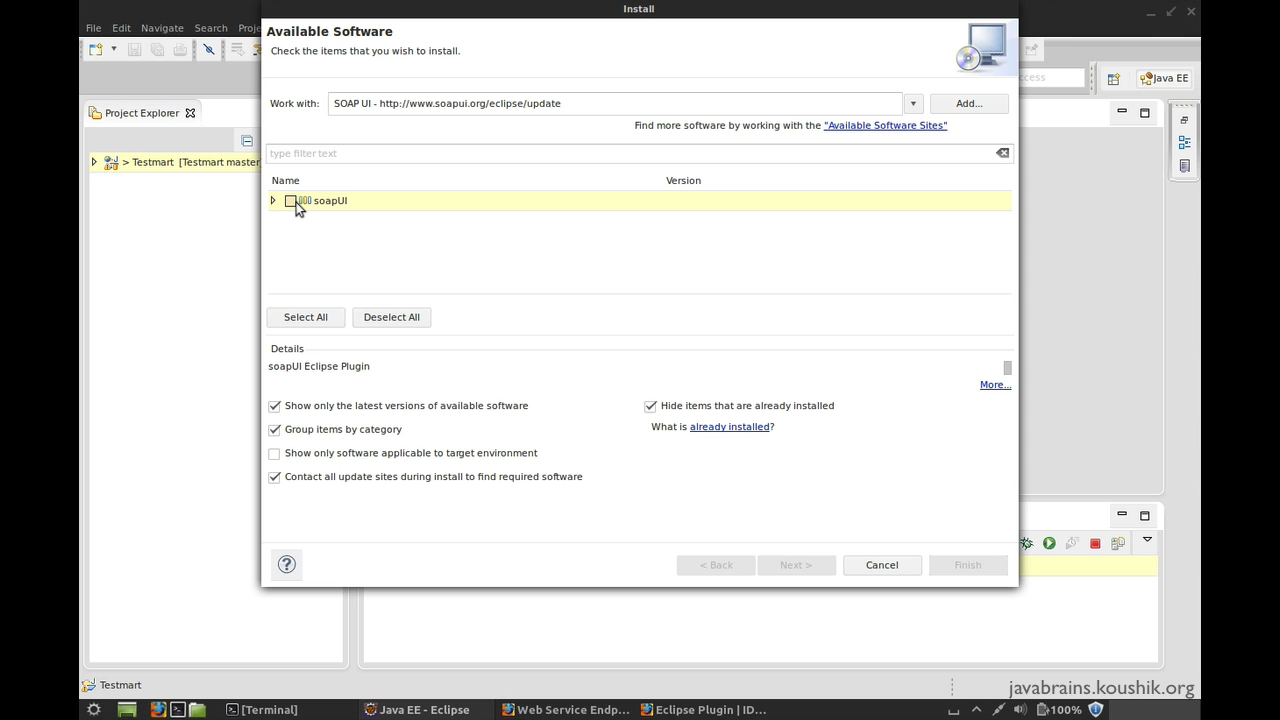 Install
File Edit Navigate Search Proje
Available Software
Check the items that you wish to install.
Work with: SOAP UI - http://www.soapui.org/eclipse/update Add...
Find more software by working with the "Available Software Sites"
type filter text
Name Version
soapUI
Select All Deselect All
Details
soapUI Eclipse Plugin
More...
Show only the latest versions of available software
Hide items that are already installed
Group items by category
What is already installed?
Show only software applicable to target environment
Contact all update sites during install to find required software
< Back Next > Cancel Finish
?
Project Explorer
> Testmart [Testmart master
ccess
Java EE
Testmart
javabrains.koushik.org
[Terminal] Java EE - Eclipse Web Service Endp... Eclipse Plugin | ID... 100%